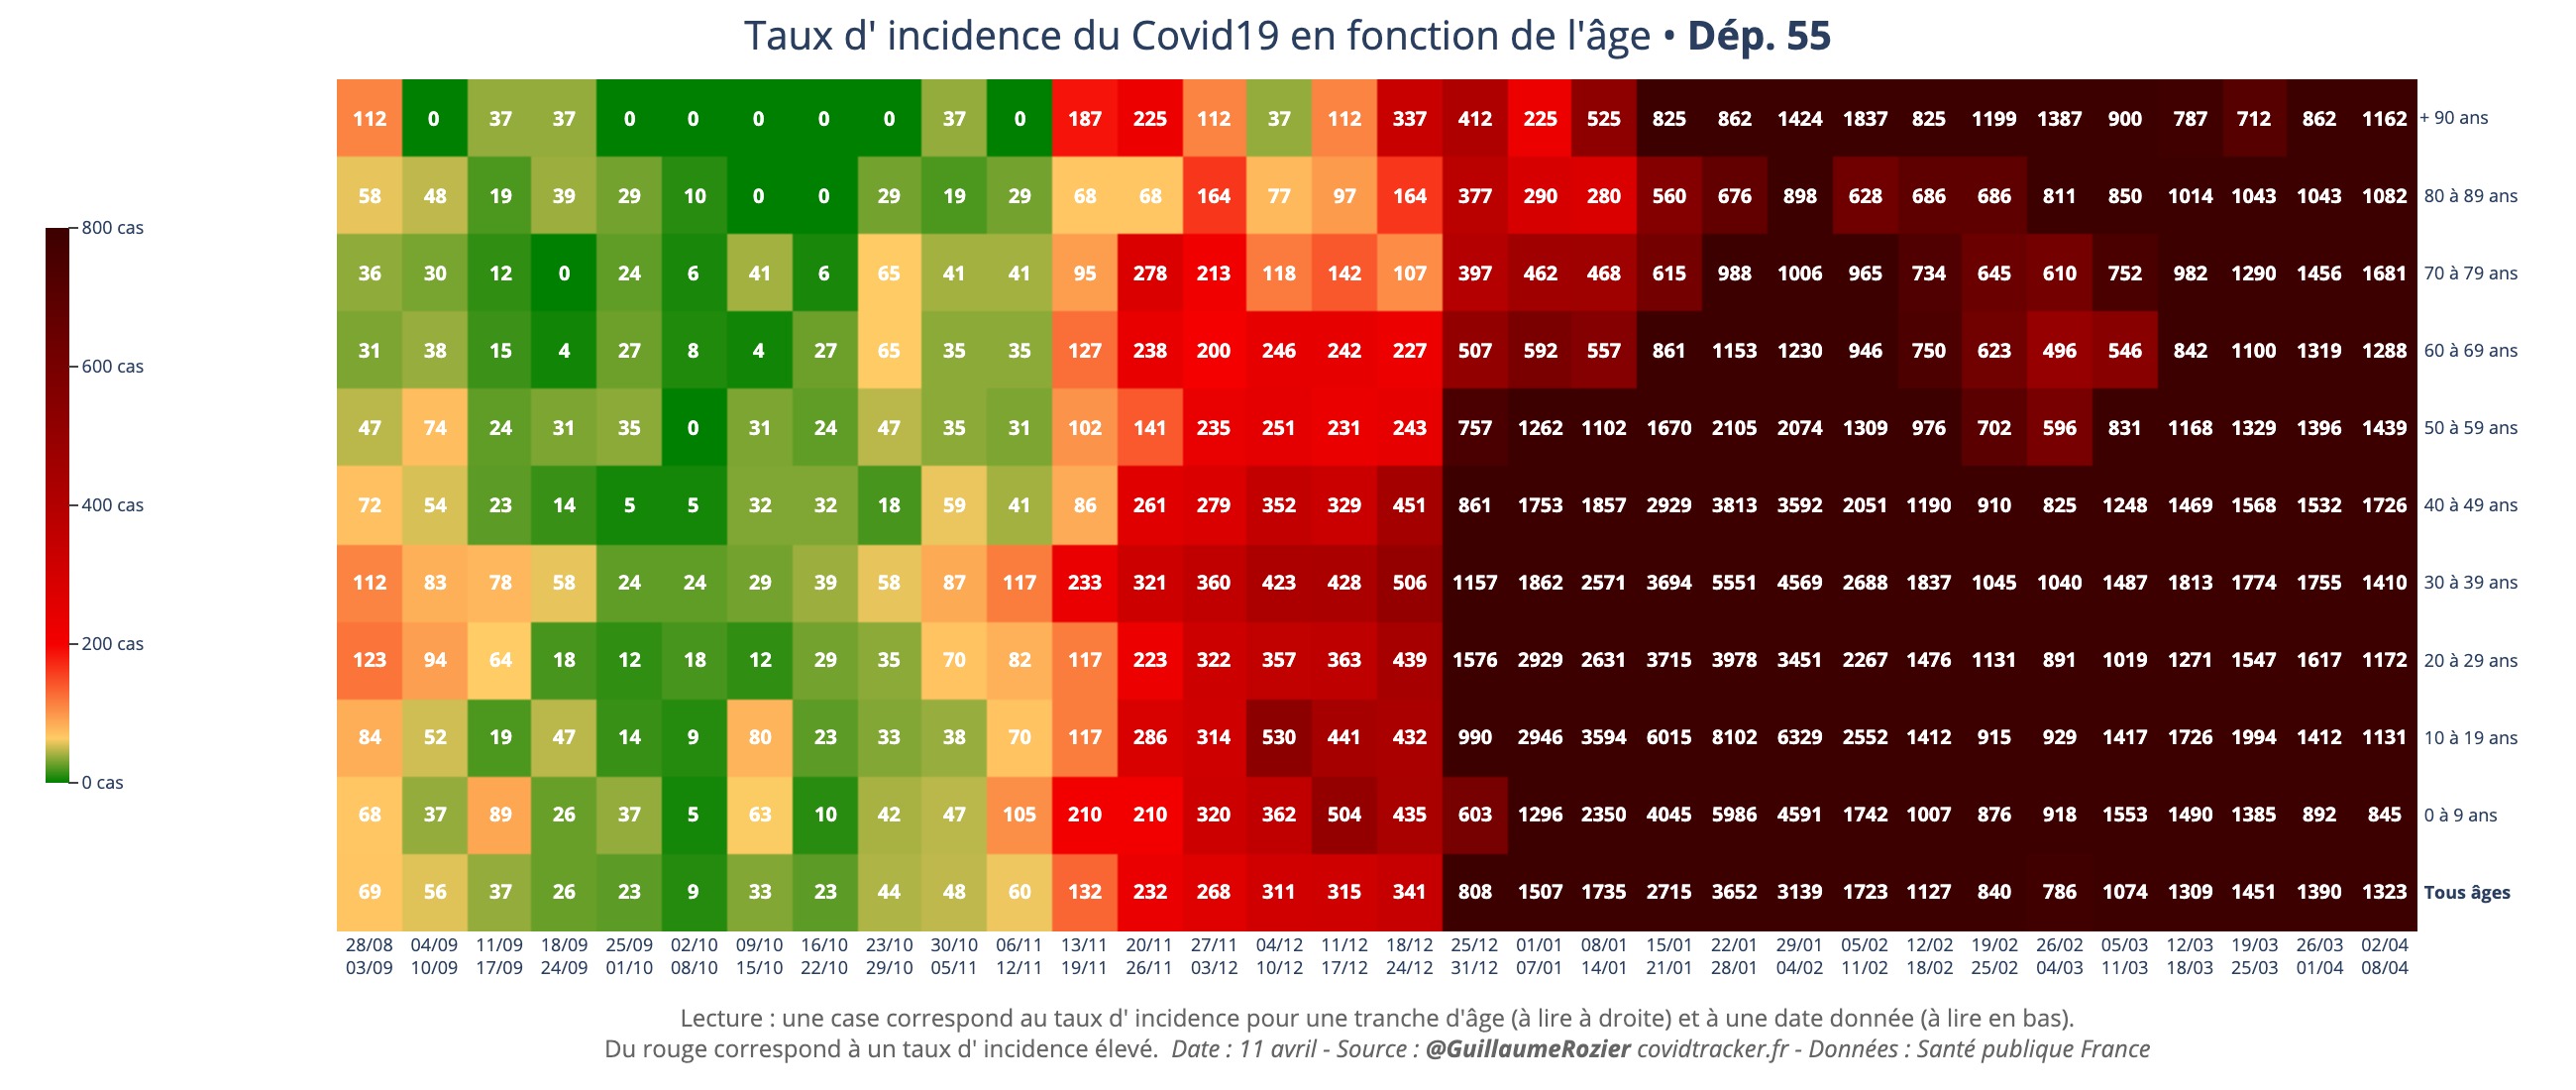 Taux d' incidence du Covid19 en fonction de l'âge • Dép. 55
112 0 37 37 0 0 0 0 0 37 0 187 225 112 37 112 337 412 225 525 825 862 1424 1837 825 1199 1387 900 787 712 862 1162 + 90 ans
58 48 19 39 29 10 0 0 29 19 29 68 68 164 77 97 164 377 290 280 560 676 898 628 686 686 811 850 1014 1043 1043 1082 80 à 89 ans
800 cas
36 30 12 0 24 6 41 6 65 41 41 95 278 213 118 142 107 397 462 468 615 988 1006 965 734 645 610 752 982 1290 1456 1681 70 à 79 ans
31 38 15 4 27 8 4 27 65 35 35 127 238 200 246 242 227 507 592 557 861 1153 1230 946 750 623 496 546 842 1100 1319 1288 60 à 69 ans
600 cas
47 74 24 31 35 0 31 24 47 35 31 102 141 235 251 231 243 757 1262 1102 1670 2105 2074 1309 976 702 596 831 1168 1329 1396 1439 50 à 59 ans
400 cas
72 54 23 14 5 5 32 32 18 59 41 86 261 279 352 329 451 861 1753 1857 2929 3813 3592 2051 1190 910 825 1248 1469 1568 1532 1726 40 à 49 ans
112 83 78 58 24 24 29 39 58 87 117 233 321 360 423 428 506 1157 1862 2571 3694 5551 4569 2688 1837 1045 1040 1487 1813 1774 1755 1410 30 à 39 ans
200 cas
123 94 64 18 12 18 12 29 35 70 82 117 223 322 357 363 439 1576 2929 2631 3715 3978 3451 2267 1476 1131 891 1019 1271 1547 1617 1172 20 à 29 ans
84 52 19 47 14 9 80 23 33 38 70 117 286 314 530 441 432 990 2946 3594 6015 8102 6329 2552 1412 915 929 1417 1726 1994 1412 1131 10 à 19 ans
0 cas
68 37 89 26 37 5 63 10 42 47 105 210 210 320 362 504 435 603 1296 2350 4045 5986 4591 1742 1007 876 918 1553 1490 1385 892 845 0 à 9 ans
69 56 37 26 23 9 33 23 44 48 60 132 232 268 311 315 341 808 1507 1735 2715 3652 3139 1723 1127 840 786 1074 1309 1451 1390 1323 Tous âges
28/08 04/09 11/09 18/09 25/09 02/10 09/10 16/10 23/10 30/10 06/11 13/11 20/11 27/11 04/12 11/12 18/12 25/12 01/01 08/01 15/01 22/01 29/01 05/02 12/02 19/02 26/02 05/03 12/03 19/03 26/03 02/04
03/09 10/09 17/09 24/09 01/10 08/10 15/10 22/10 29/10 05/11 12/11 19/11 26/11 03/12 10/12 17/12 24/12 31/12 07/01 14/01 21/01 28/01 04/02 11/02 18/02 25/02 04/03 11/03 18/03 25/03 01/04 08/04
Lecture : une case correspond au taux d' incidence pour une tranche d'âge (à lire à droite) et à une date donnée (à lire en bas).
Du rouge correspond à un taux d' incidence élevé. Date : 11 avril - Source : @GuillaumeRozier covidtracker.fr - Données : Santé publique France